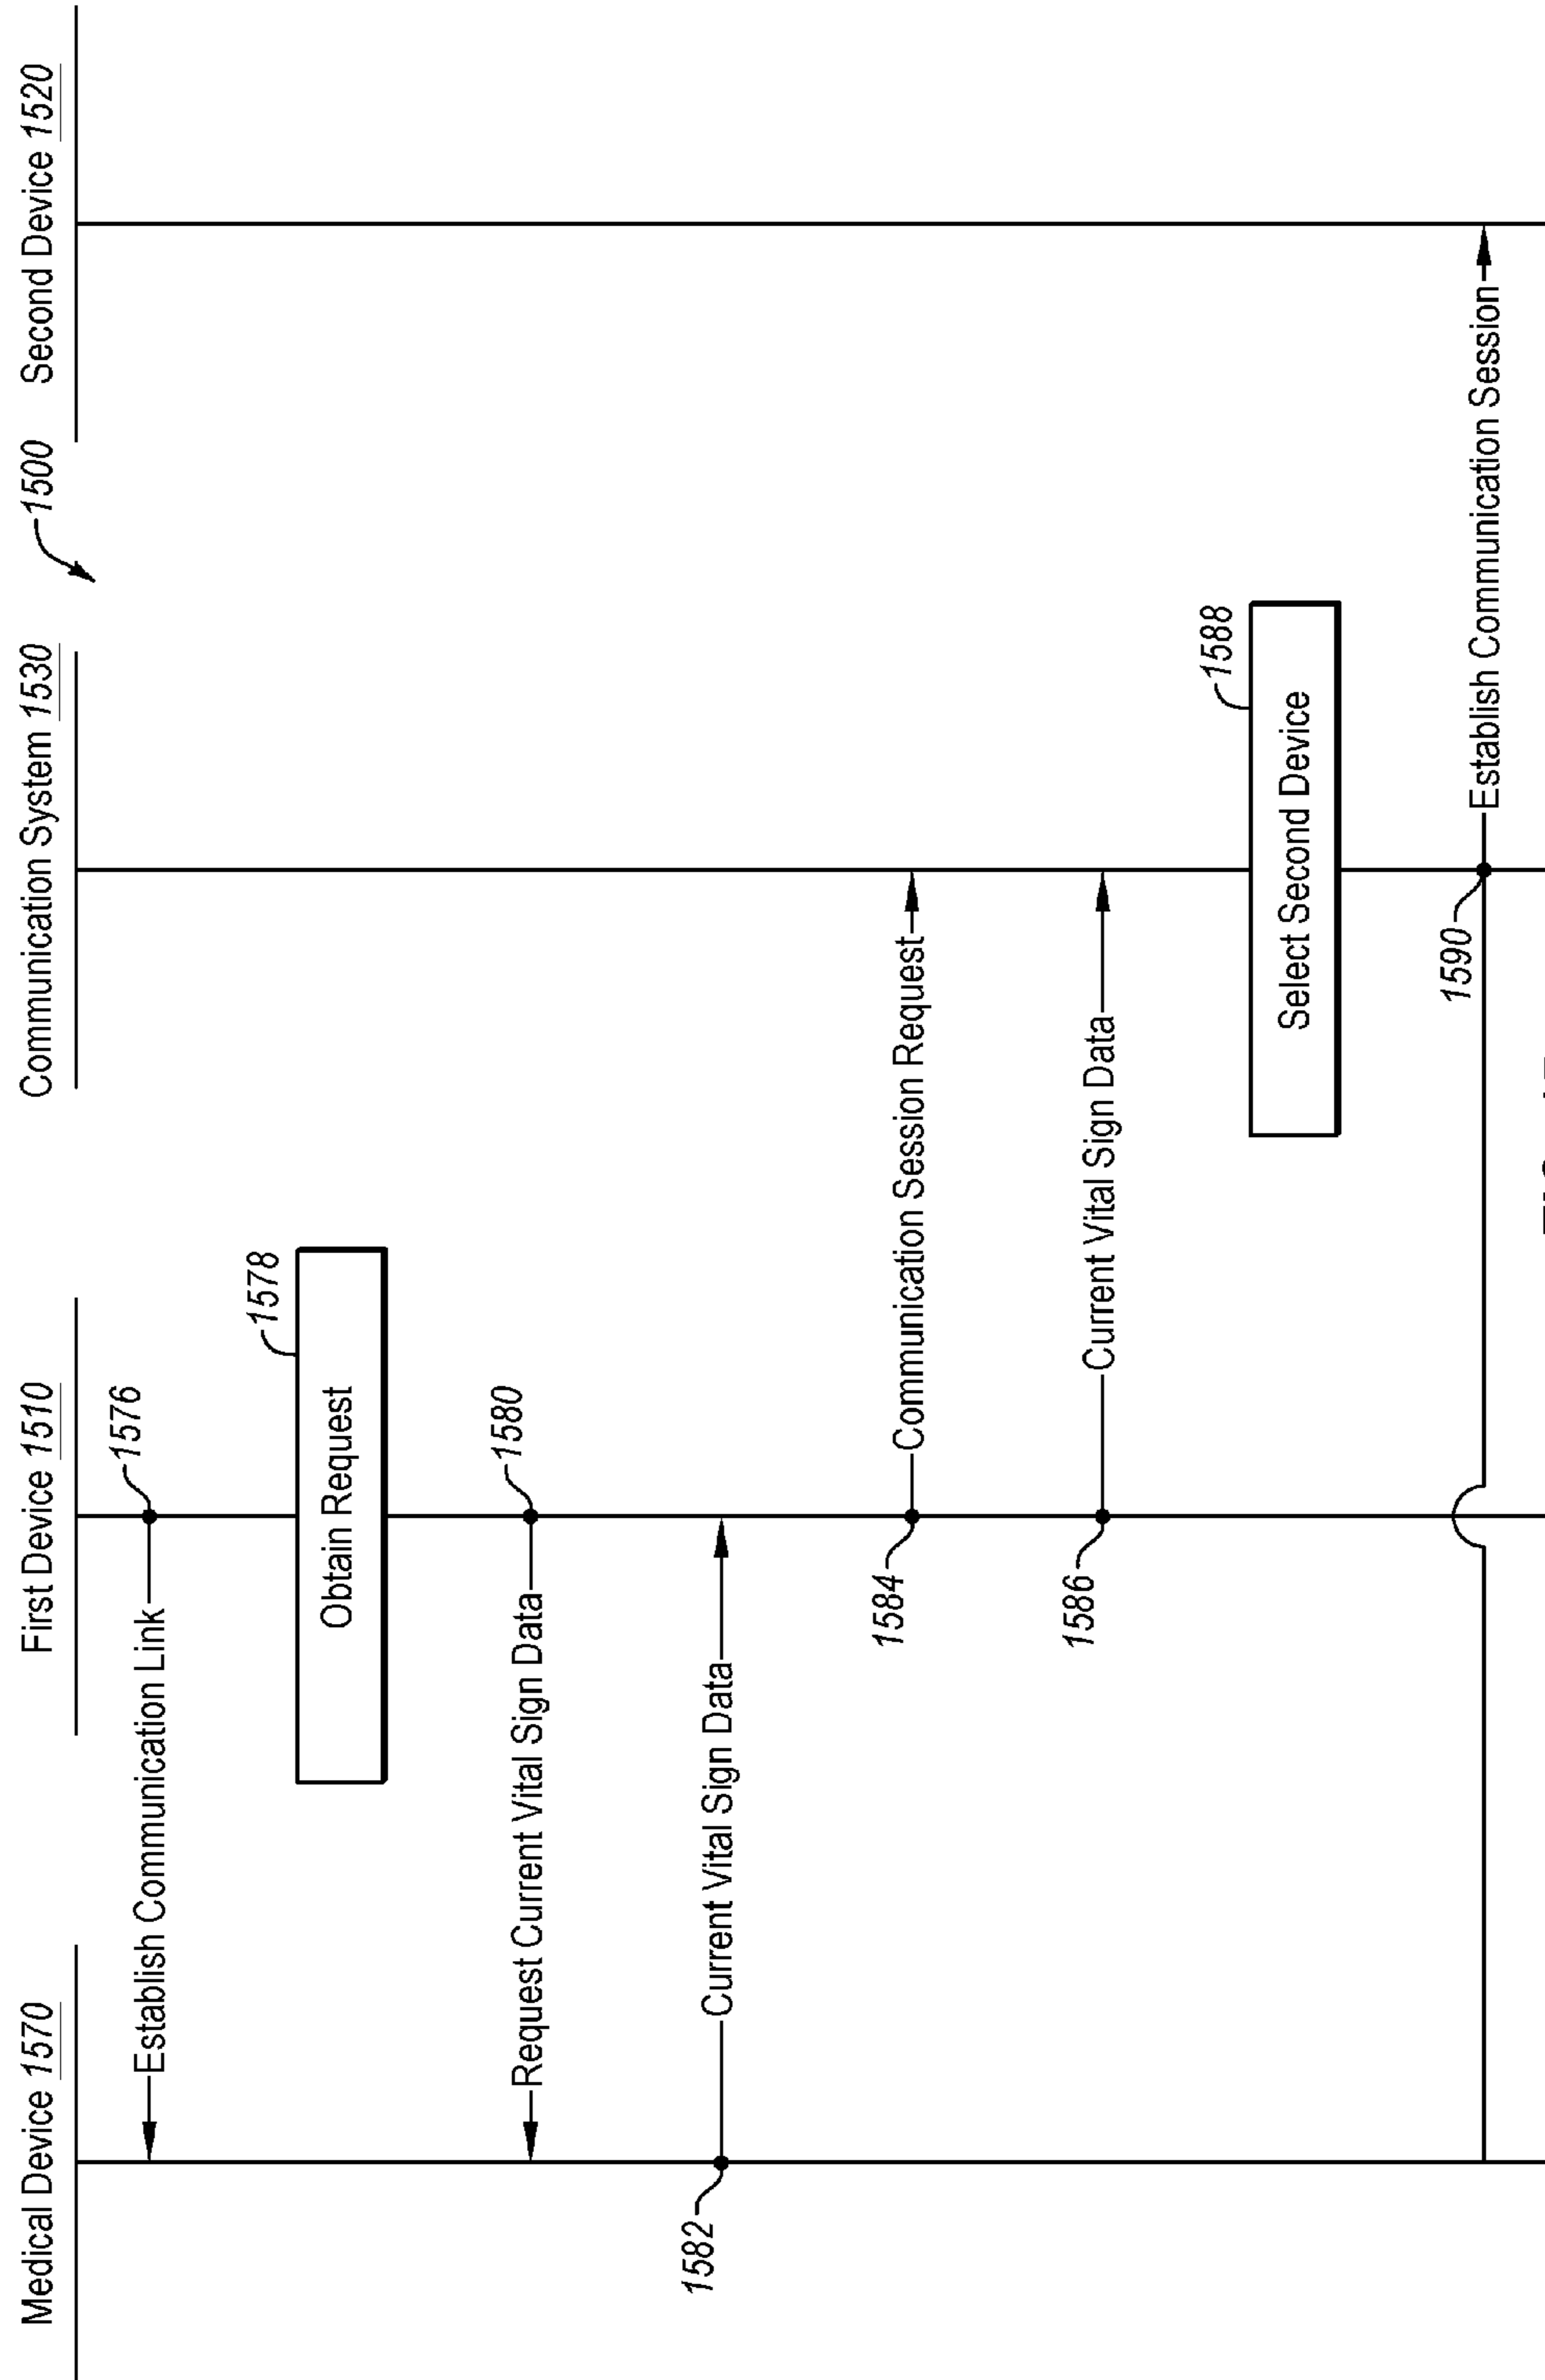 Medical Device 1570
First Device 1510
Communication System 1530
1500
Second Device 1520
Establish Communication Link
1576
Obtain Request
1578
Request Current Vital Sign Data
1580
1582
Current Vital Sign Data
1584
Communication Session Request
1586
Current Vital Sign Data
Select Second Device
1588
1590
Establish Communication Session